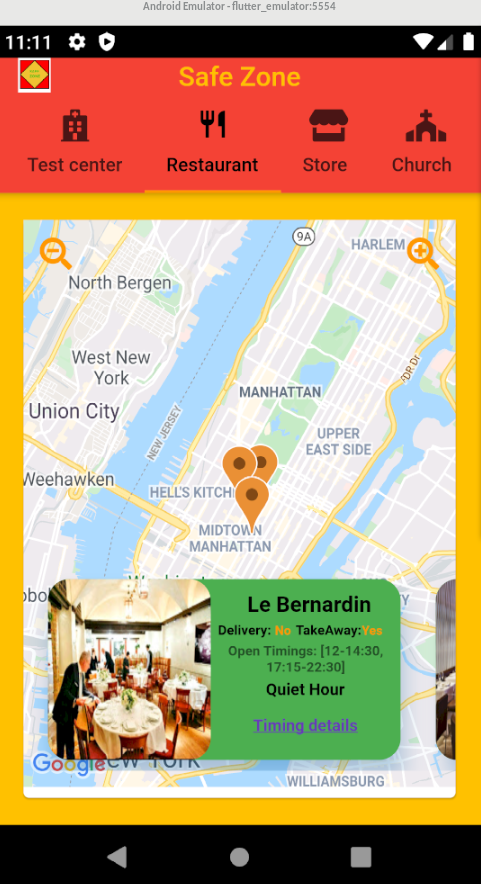 Android Emulator - flutter_emulator:5554
11:11
Safe Zone
Test center
Restaurant
Store
Church
9A
HARLEM
North Bergen
West New
York
MANHATTAN
FDR Dr
Union City
NEW JERSEY
UPPER
EAST SIDE
Weehawken
HELL'S KITCH
MIDTOWN
MANHATTAN
Le Bernardin
Delivery: No TakeAway:Yes
Open Timings: [12-14:30,
17:15-22:30]
Quiet Hour
Timing details
Google
New York
WILLIAMSBURG